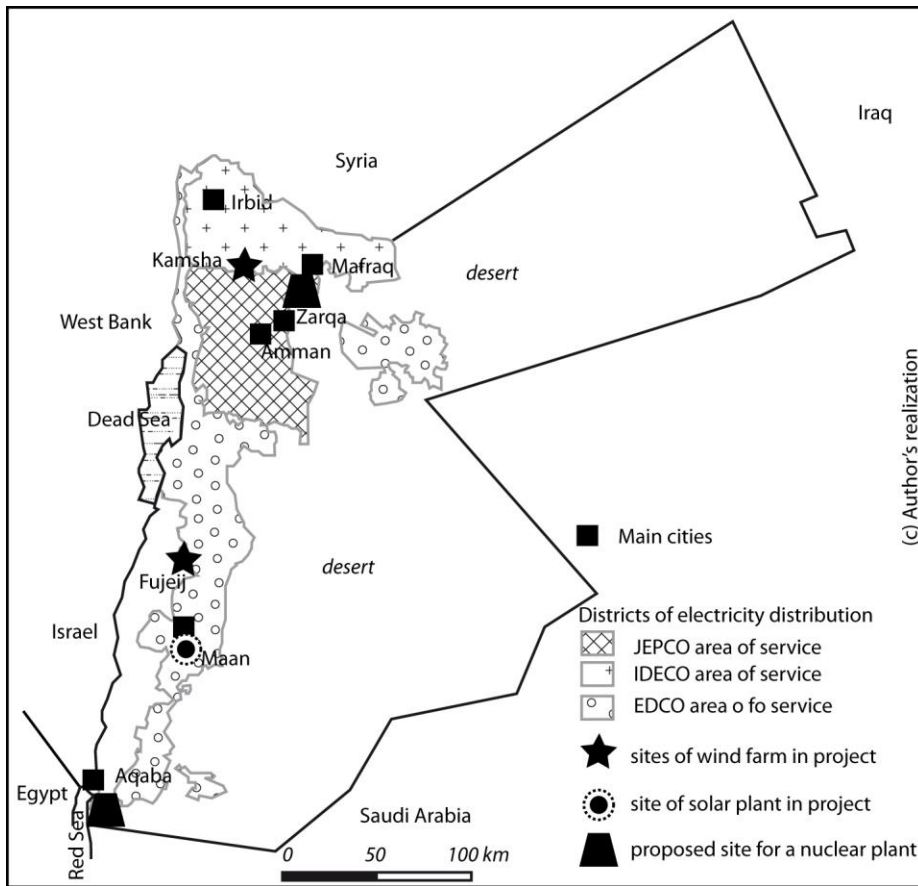 Iraq
Syria
Irbid
Kamsha
Mafraq
desert
West Bank
Zarqa
Amman
Dead Sea
(c) Author's realization
Main cities
desert
Fujeij
Districts of electricity distribution
Israel
JEPCO area of service
Maan
IDECO area of service
EDCO area o fo service
sites of wind farm in project
Aqaba
Egypt
site of solar plant in project
Saudi Arabia
Red Sea
proposed site for a nuclear plant
0 50 100 km